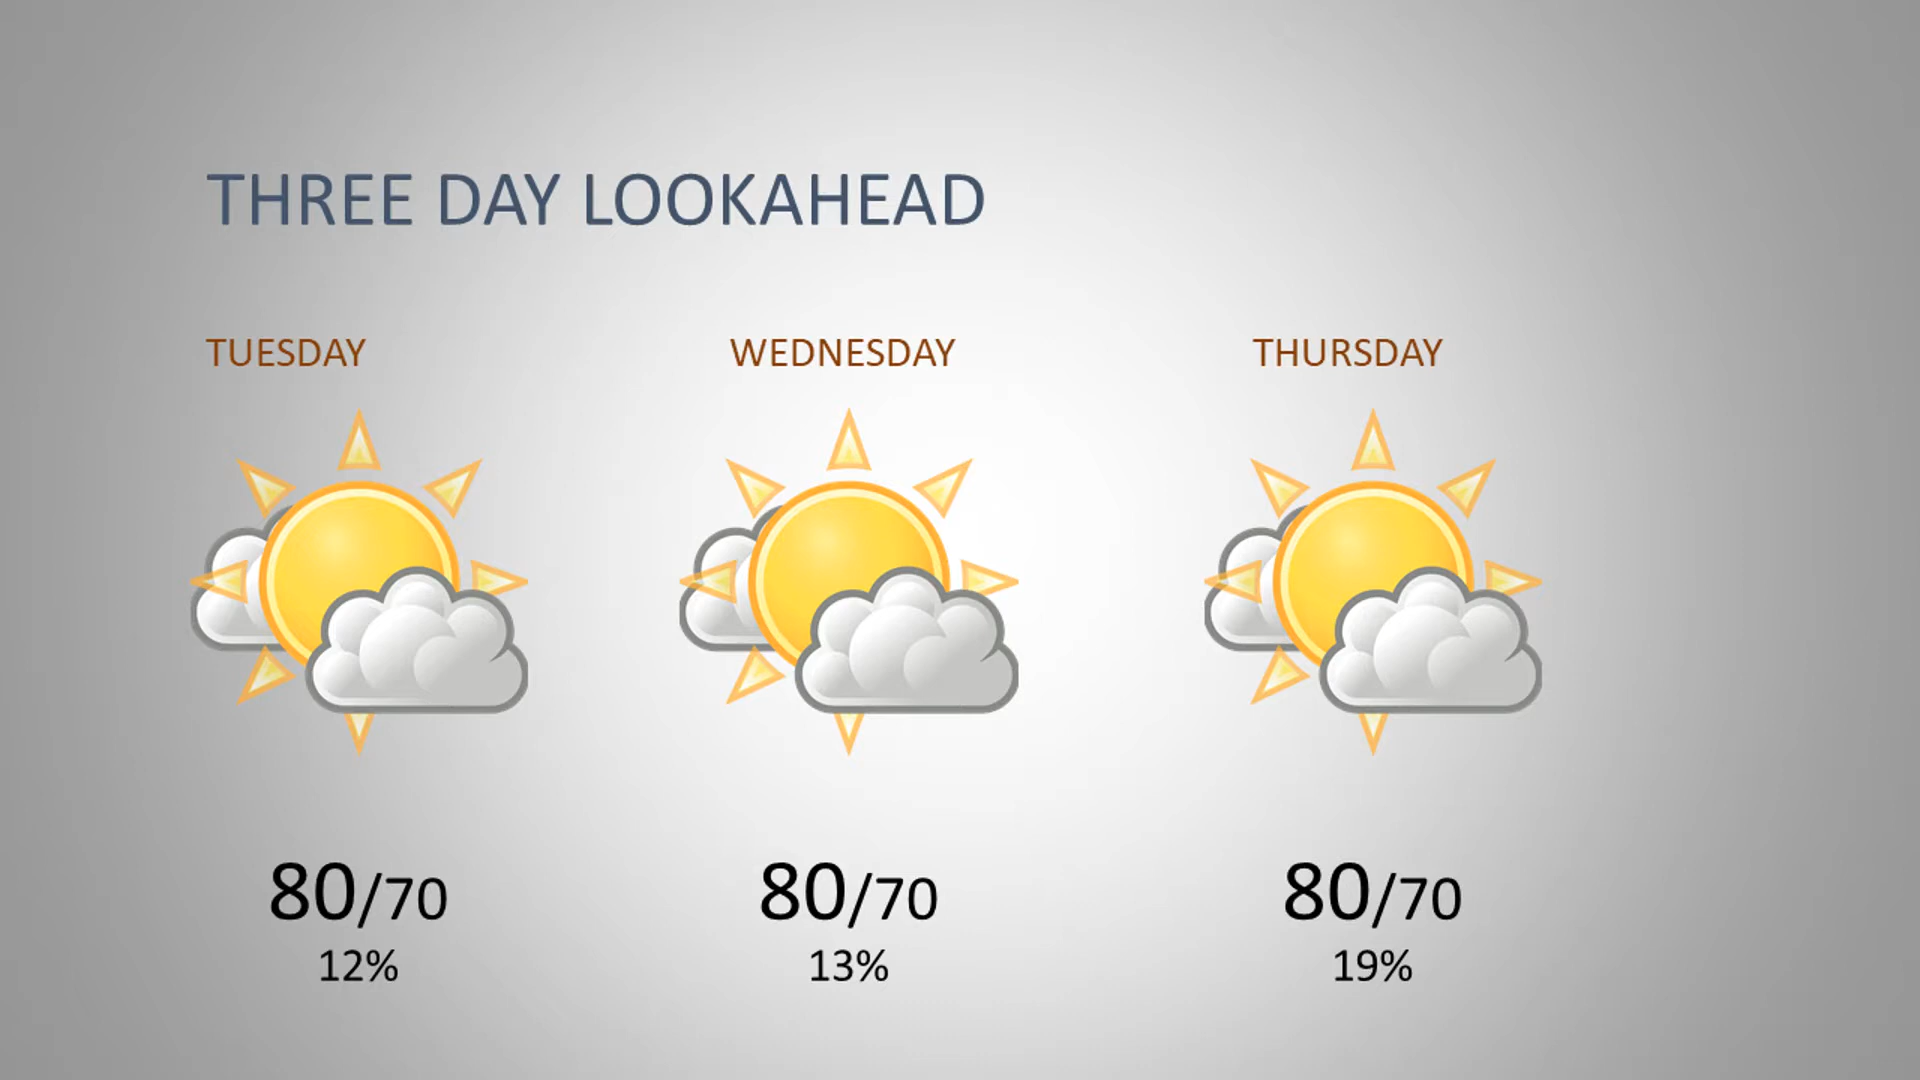 THREE DAY LOOKAHEAD
TUESDAY
WEDNESDAY
THURSDAY
80/70
80/70
80/70
12%
13%
19%